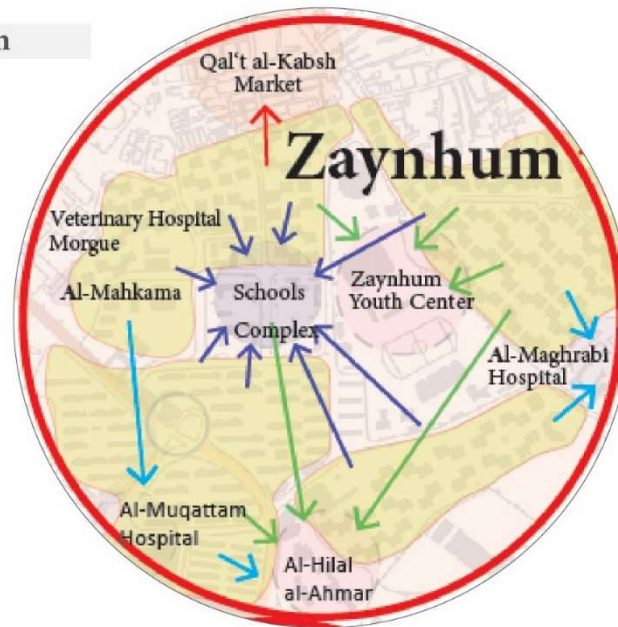 n
Qal't al-Kabsh
Market
Zaynhum
Veterinary Hospital
Morgue
Al-Mahkama
Schools
Complex
Zaynhum
Youth Center
Al-Maghrabi
Hospital
Al-Muqattam
Hospital
Al-Hilal
al-Ahmar